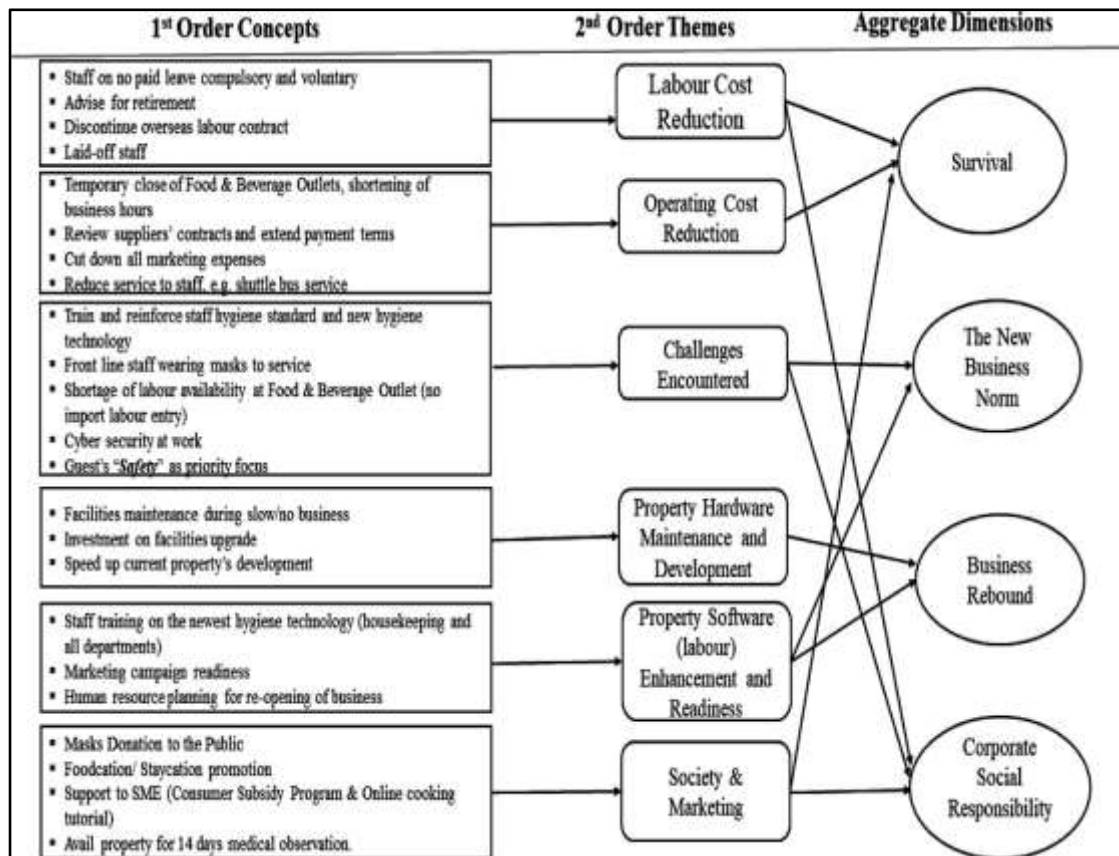 1st Order Concepts
2nd Order Themes
Aggregate Dimensions
▪ Staff on no paid leave compulsory and voluntary
▪ Advise for retirement
▪ Discontinue overseas labour contract
▪ Laid-off staff
Labour Cost
Reduction
Survival
▪ Temporary close of Food & Beverage Outlets, shortening of
business hours
▪ Review suppliers' contracts and extend payment terms
▪ Cut down all marketing expenses
▪ Reduce service to staff, e.g. shuttle bus service
Operating Cost
Reduction
▪ Train and reinforce staff hygiene standard and new hygiene
technology
▪ Front line staff wearing masks to service
▪ Shortage of labour availability at Food & Beverage Outlet (no
import labour entry)
▪ Cyber security at work
▪ Guest's "Safety" as priority focus
Challenges
Encountered
The New
Business
Norm
▪ Facilities maintenance during slow/no business
▪ Investment on facilities upgrade
▪ Speed up current property's development
Property Hardware
Maintenance and
Development
Business
Rebound
▪ Staff training on the newest hygiene technology (housekeeping and
all departments)
▪ Marketing campaign readiness
▪ Human resource planning for re-opening of business
Property Software
(labour)
Enhancement and
Readiness
▪ Masks Donation to the Public
▪ Foodcation/ Staycation promotion
▪ Support to SME (Consumer Subsidy Program & Online cooking
tutorial)
▪ Avail property for 14 days medical observation.
Society &
Marketing
Corporate
Social
Responsibility